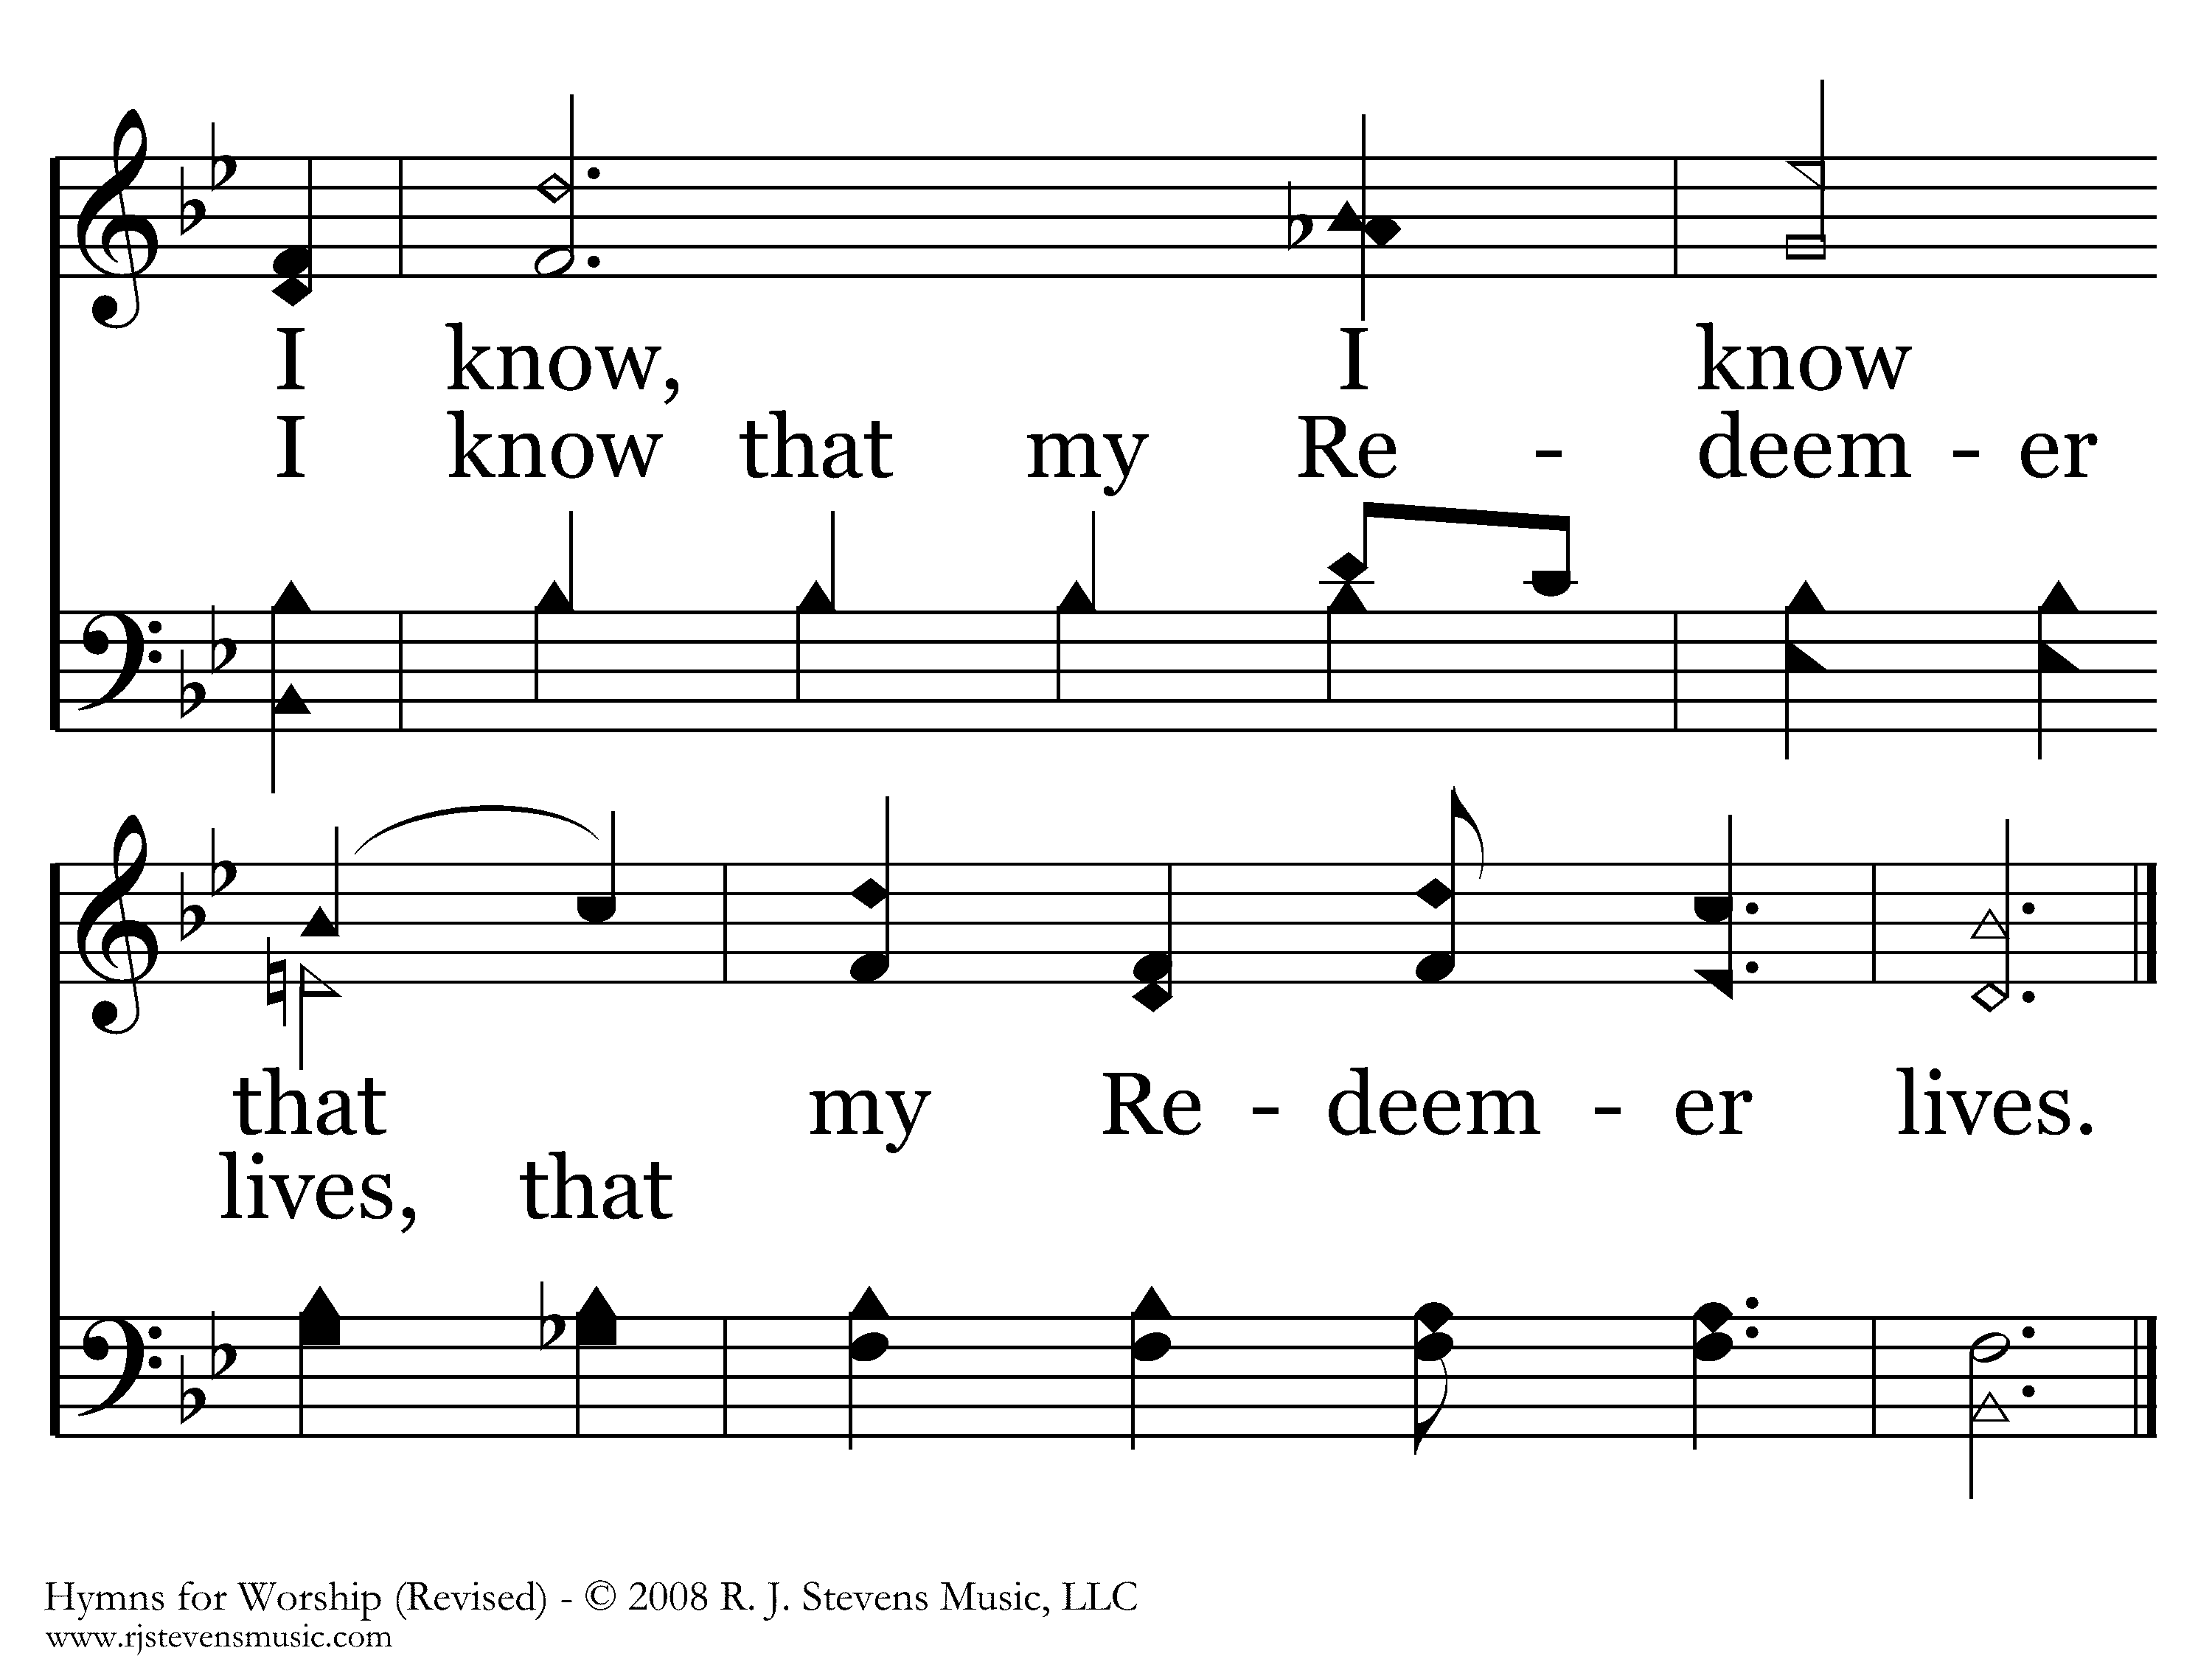 I know, I know
I know that my Re - deem - er
that my Re - deem - er lives.
lives, that
Hymns for Worship (Revised) - © 2008 R. J. Stevens Music, LLC
www.rjstevensmusic.com